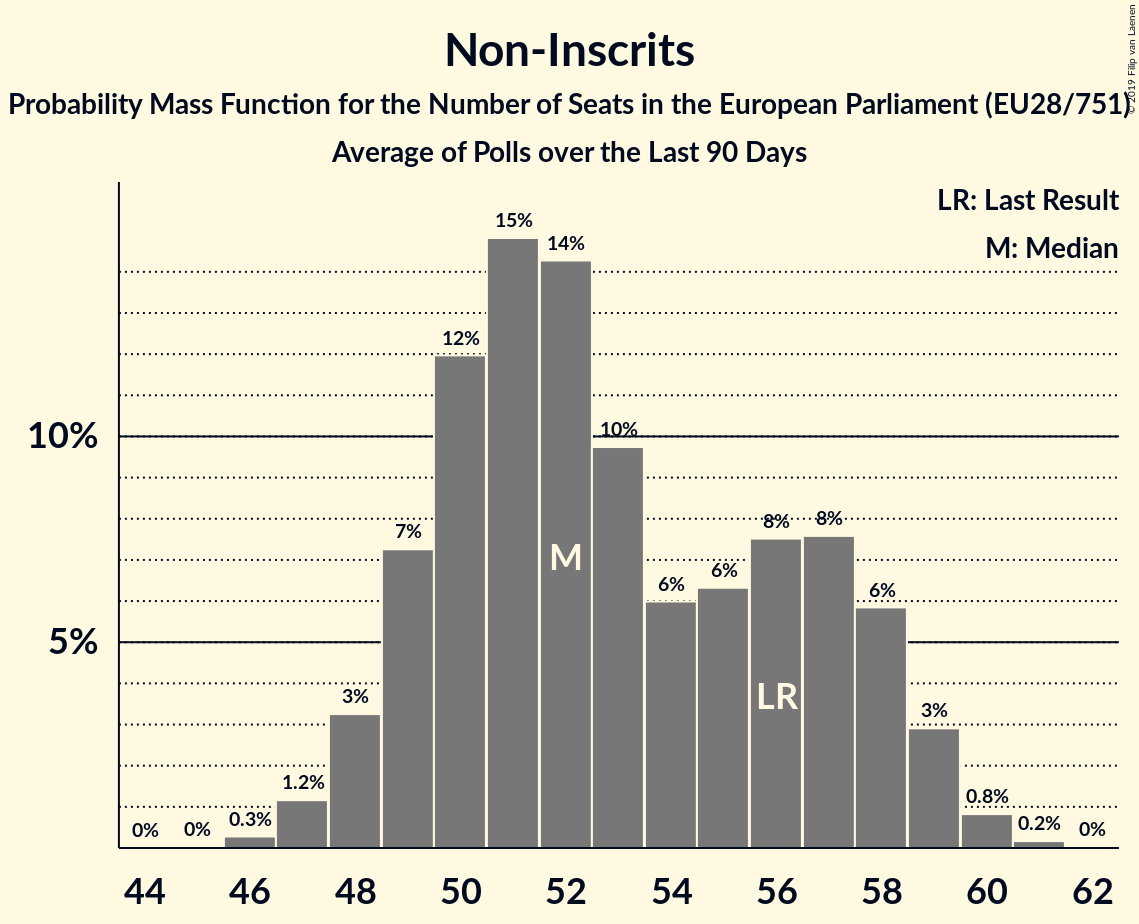 Non-Inscrits
Probability Mass Function for the Number of Seats in the European Parliament (EU28/751)
Average of Polls over the Last 90 Days
© 2019 Filip van Laenen
LR: Last Result
M: Median
15%
14%
12%
10%
10%
8%
8%
7%
6%
6%
6%
M
5%
LR
3%
3%
1.2%
0.8%
0.3%
0.2%
0%
0%
0%
44 46 48 50 52 54 56 58 60 62